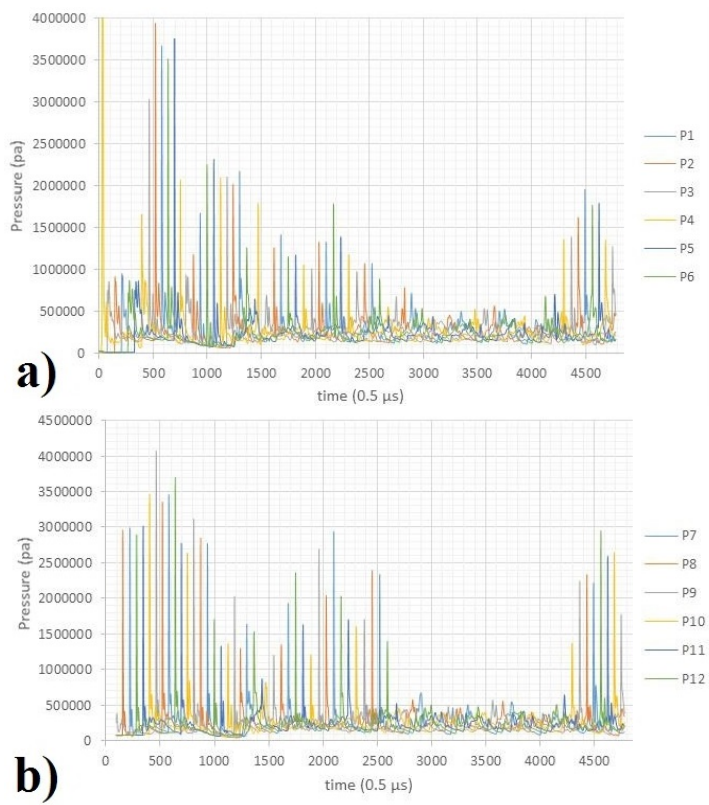 4000000
3500000
3000000
2500000
2000000
1500000
1000000
500000
0
Pressure (pa)
0 500 1000 1500 2000 2500 3000 3500 4000 4500
time (0.5 µs)
P1
P2
P3
P4
P5
P6
a)
4500000
4000000
3500000
3000000
2500000
2000000
1500000
1000000
500000
0
Pressure (pa)
0 500 1000 1500 2000 2500 3000 3500 4000 4500
time (0.5 µs)
P7
P8
P9
P10
P11
P12
b)